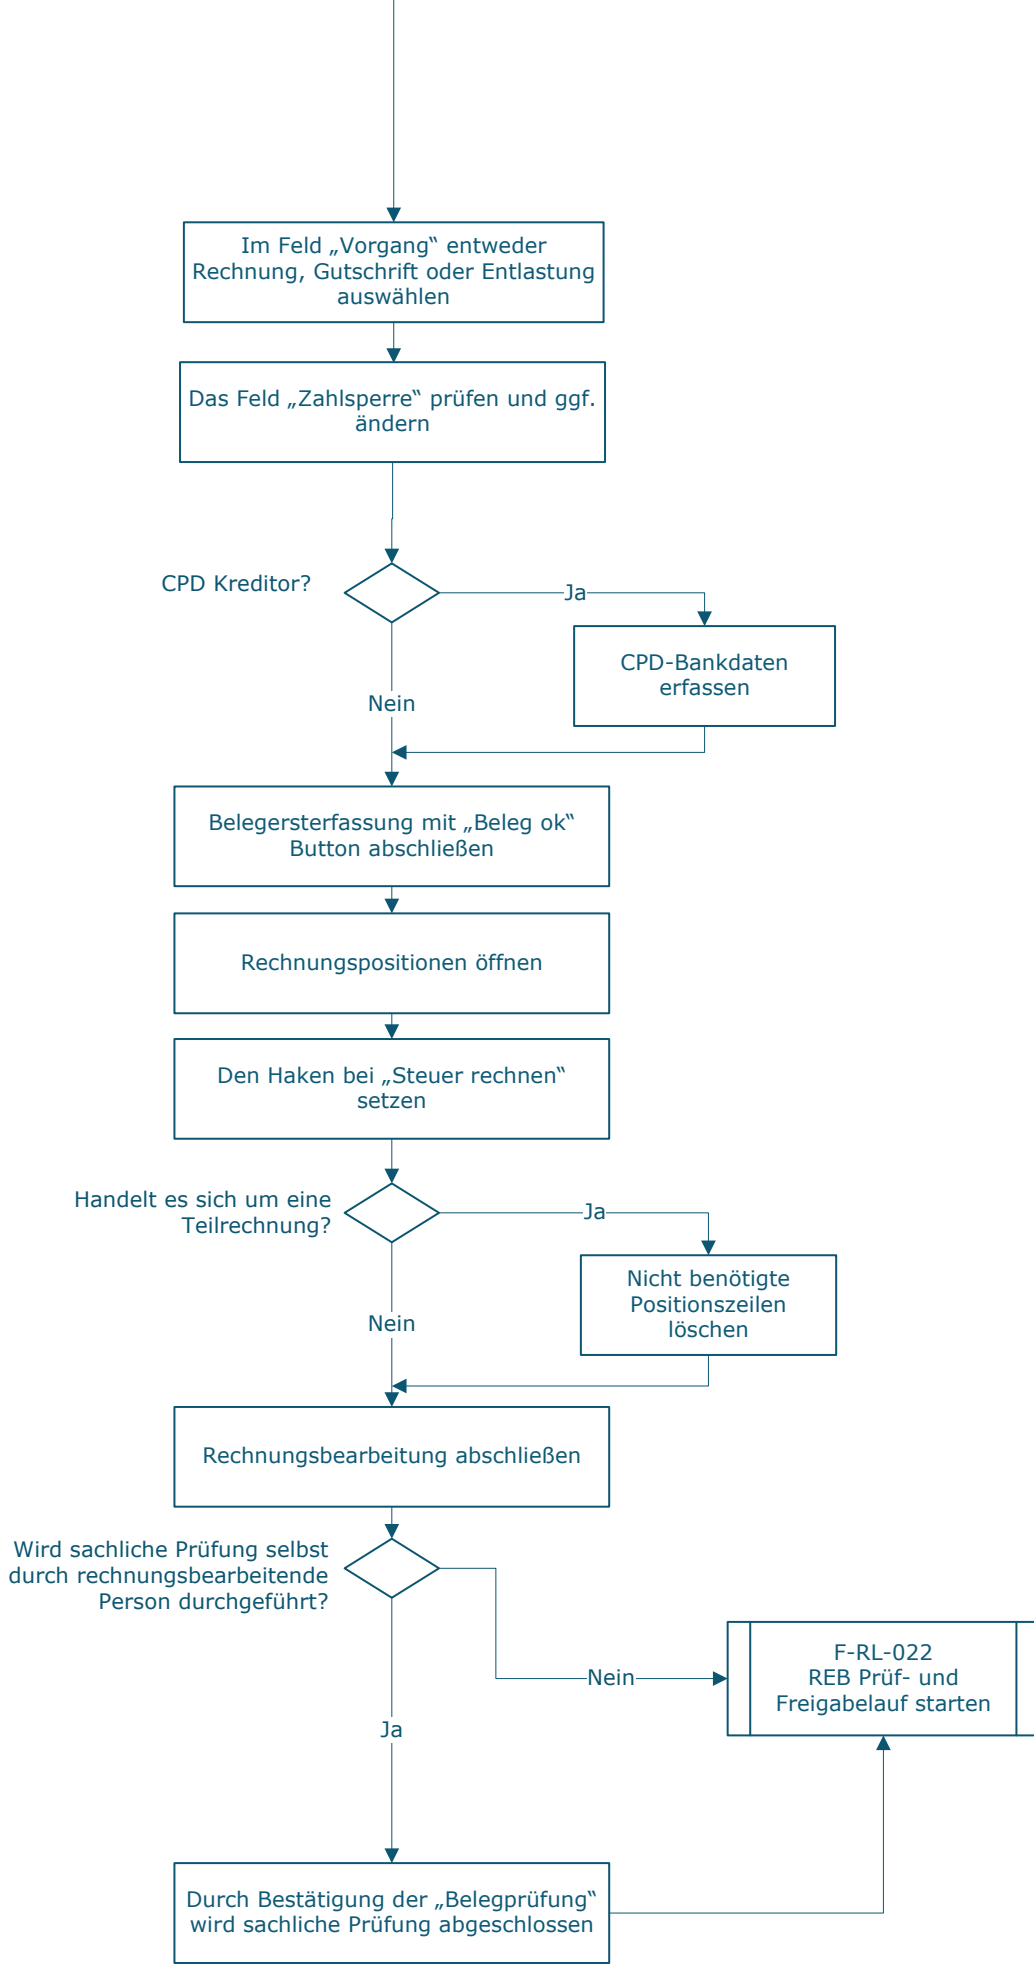 Im Feld „Vorgang“ entweder
Rechnung, Gutschrift oder Entlastung
auswählen
Das Feld „Zahlsperre“ prüfen und ggf.
ändern
CPD Kreditor?
Ja
CPD-Bankdaten
erfassen
Nein
Belegersterfassung mit „Beleg ok“
Button abschließen
Rechnungspositionen öffnen
Den Haken bei „Steuer rechnen“
setzen
Handelt es sich um eine
Teilrechnung?
Ja
Nicht benötigte
Positionszeilen
löschen
Nein
Rechnungsbearbeitung abschließen
Wird sachliche Prüfung selbst
durch rechnungsbearbeitende
Person durchgeführt?
Nein
F-RL-022
REB Prüf- und
Freigabelauf starten
Ja
Durch Bestätigung der „Belegprüfung“
wird sachliche Prüfung abgeschlossen